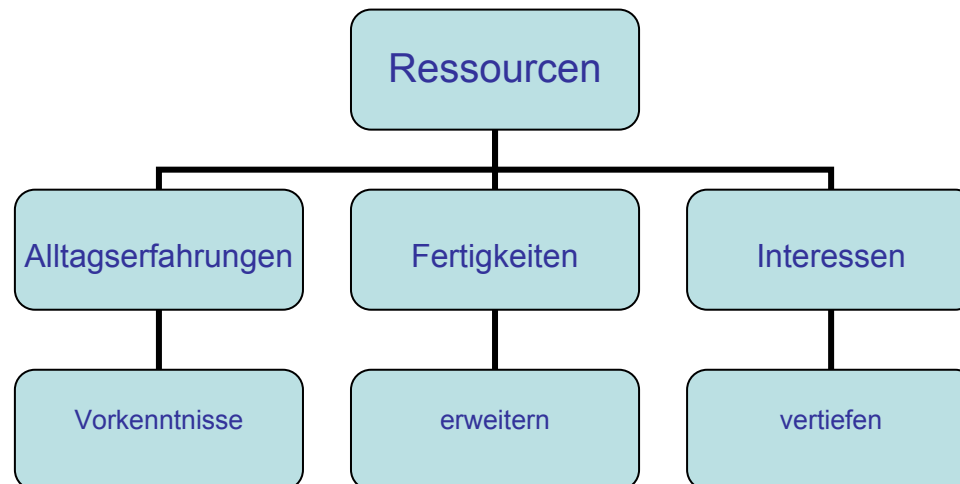 Ressourcen
Alltagserfahrungen
Fertigkeiten
Interessen
Vorkenntnisse
erweitern
vertiefen